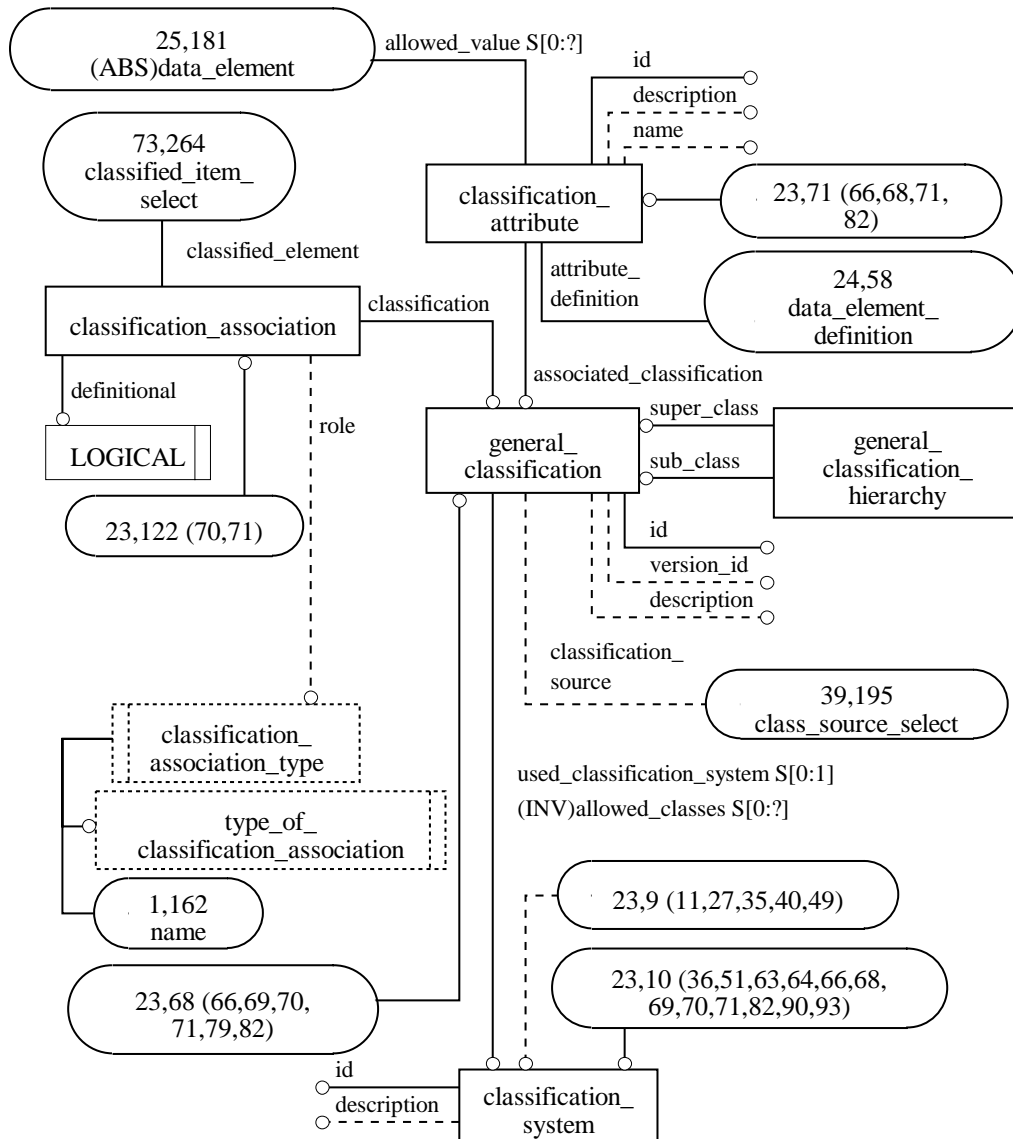 25,181
(ABS)data_element
allowed_value S[0:?]
id
description
name
73,264
classified_item_
select
classification_
attribute
23,71 (66,68,71,
82)
classified_element
attribute_
definition
24,58
data_element_
definition
classification_association
classification
definitional
role
associated_classification
LOGICAL
23,122 (70,71)
general_
classification
super_class
sub_class
general_
classification_
hierarchy
id
version_id
description
classification_
source
39,195
class_source_select
classification_
association_type
used_classification_system S[0:1]
(INV)allowed_classes S[0:?]
type_of_
classification_association
1,162
name
23,9 (11,27,35,40,49)
23,68 (66,69,70,
71,79,82)
23,10 (36,51,63,64,66,68,
69,70,71,82,90,93)
id
description
classification_
system